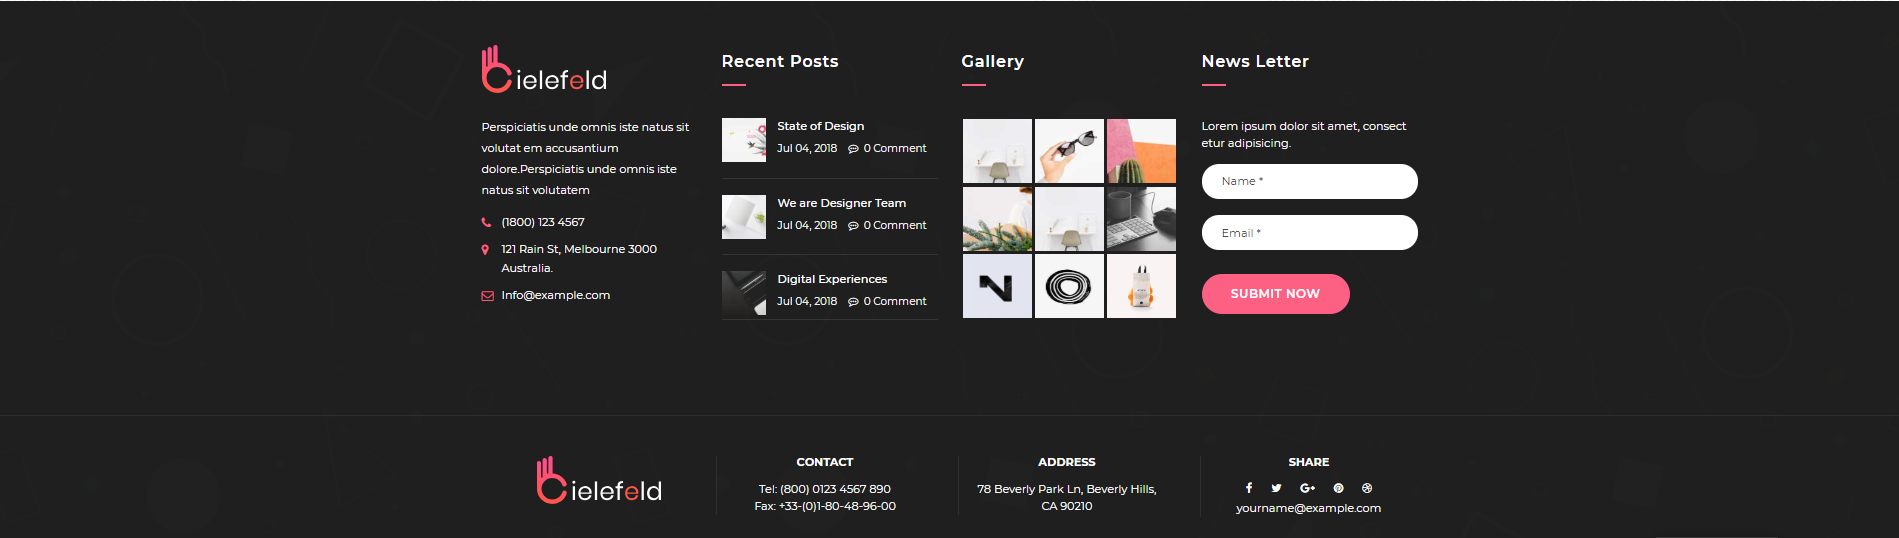 bielefeld
Perspiciatis unde omnis iste natus sit
volutat em accusantium
dolore.Perspiciatis unde omnis iste
natus sit volutatem
(1800) 123 4567
121 Rain St, Melbourne 3000
Australia.
Info@example.com
Recent Posts
State of Design
Jul 04, 2018 0 Comment
We are Designer Team
Jul 04, 2018 0 Comment
Digital Experiences
Jul 04, 2018 0 Comment
Gallery
N
News Letter
Lorem ipsum dolor sit amet, consect
etur adipisicing.
Name *
Email *
SUBMIT NOW
bielefeld
CONTACT
Tel: (800) 0123 4567 890
Fax: +33-(0)1-80-48-96-00
ADDRESS
78 Beverly Park Ln, Beverly Hills,
CA 90210
SHARE
yourname@example.com